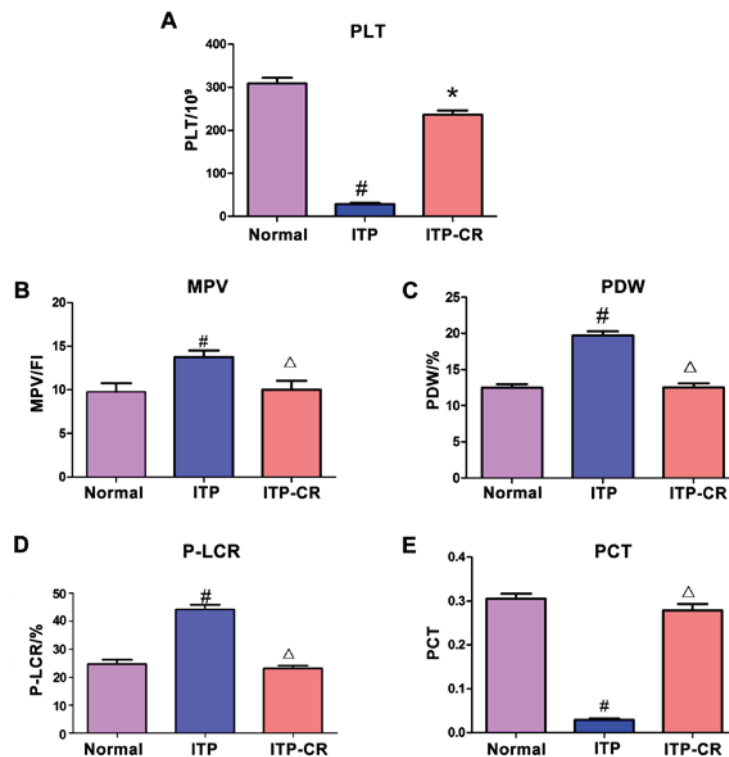 A
PLT
PLT/10⁹
400
300
200
100
0
#
*
Normal ITP ITP-CR
B
MPV
MPV/Fl
20
15
10
5
0
#
△
Normal ITP ITP-CR
C
PDW
PDW/%
25
20
15
10
5
0
#
△
Normal ITP ITP-CR
D
P-LCR
P-LCR/%
50
40
30
20
10
0
#
△
Normal ITP ITP-CR
E
PCT
PCT
0.4
0.3
0.2
0.1
0.0
#
△
Normal ITP ITP-CR